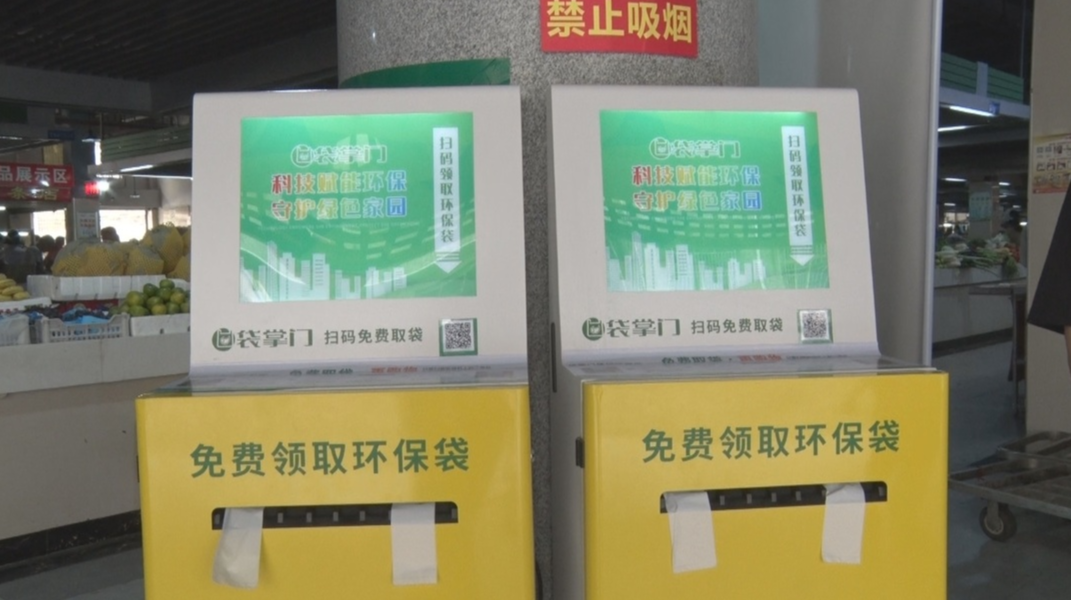 禁止吸烟
品展示区
袋掌门
科技赋能环保
守护绿色家园
扫码领取环保袋
袋掌门 扫码免费取袋
免费领取环保袋
袋掌门
科技赋能环保
守护绿色家园
扫码领取环保袋
袋掌门 扫码免费取袋
免费领取环保袋